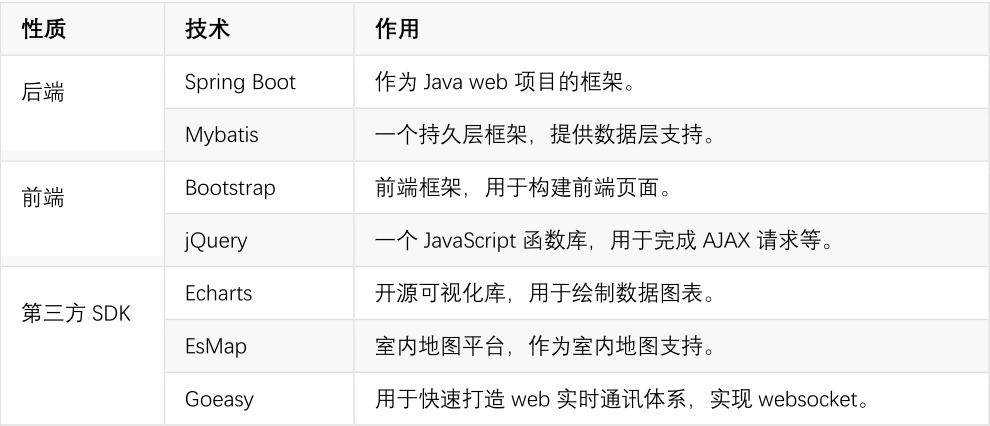 性质 技术 作用
后端 Spring Boot 作为 Java web 项目的框架。
Mybatis 一个持久层框架，提供数据层支持。
前端 Bootstrap 前端框架，用于构建前端页面。
jQuery 一个 JavaScript 函数库，用于完成 AJAX 请求等。
第三方 SDK Echarts 开源可视化库，用于绘制数据图表。
EsMap 室内地图平台，作为室内地图支持。
Goeasy 用于快速打造 web 实时通讯体系，实现 websocket。